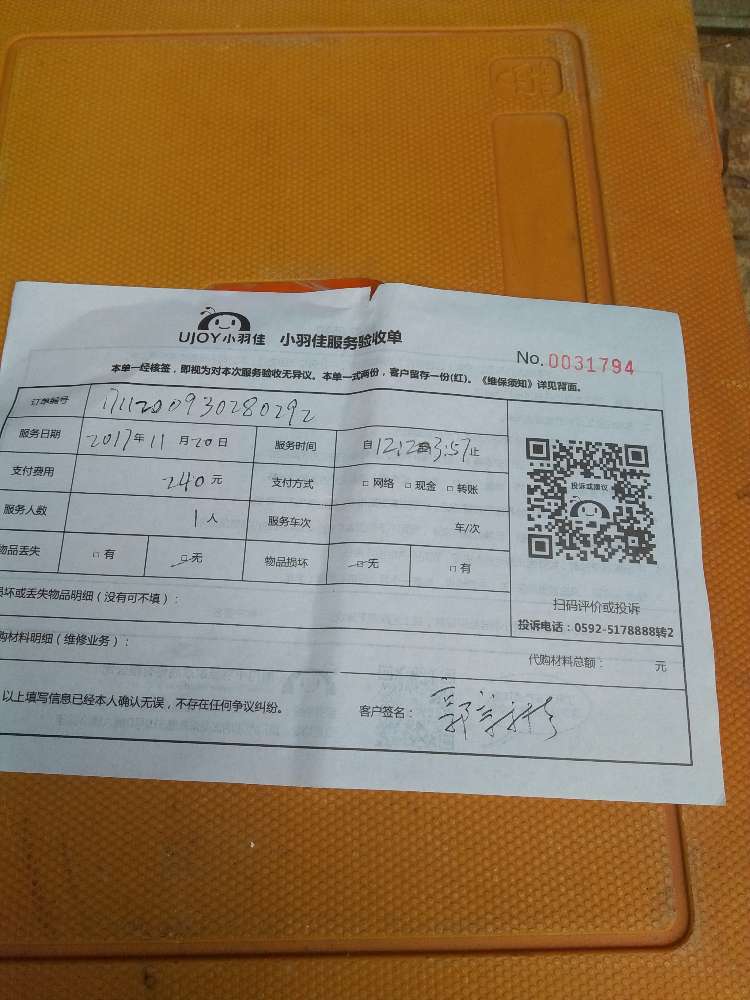 UJOY小羽佳 小羽佳服务验收单
No. 0031794
本单一经核签，即视为对本次服务验收无异议。本单一式两份，客户留存一份(红)。《维保须知》详见背面。
订单编号 1711200930280292
服务日期 2017年11月20日 服务时间 自12:2 3:57止
支付费用 240元 支付方式 □网络 □现金 □转账
服务人数 1人 服务车次 车/次
物品丢失 □有 □无 物品损坏 □无 □有
投诉或建议
扫码评价或投诉
投诉电话：0592-5178888转2
损坏或丢失物品明细（没有可不填）：
购材料明细（维修业务）：
代购材料总额： 元
以上填写信息已经本人确认无误，不存在任何争议纠纷。
客户签名：